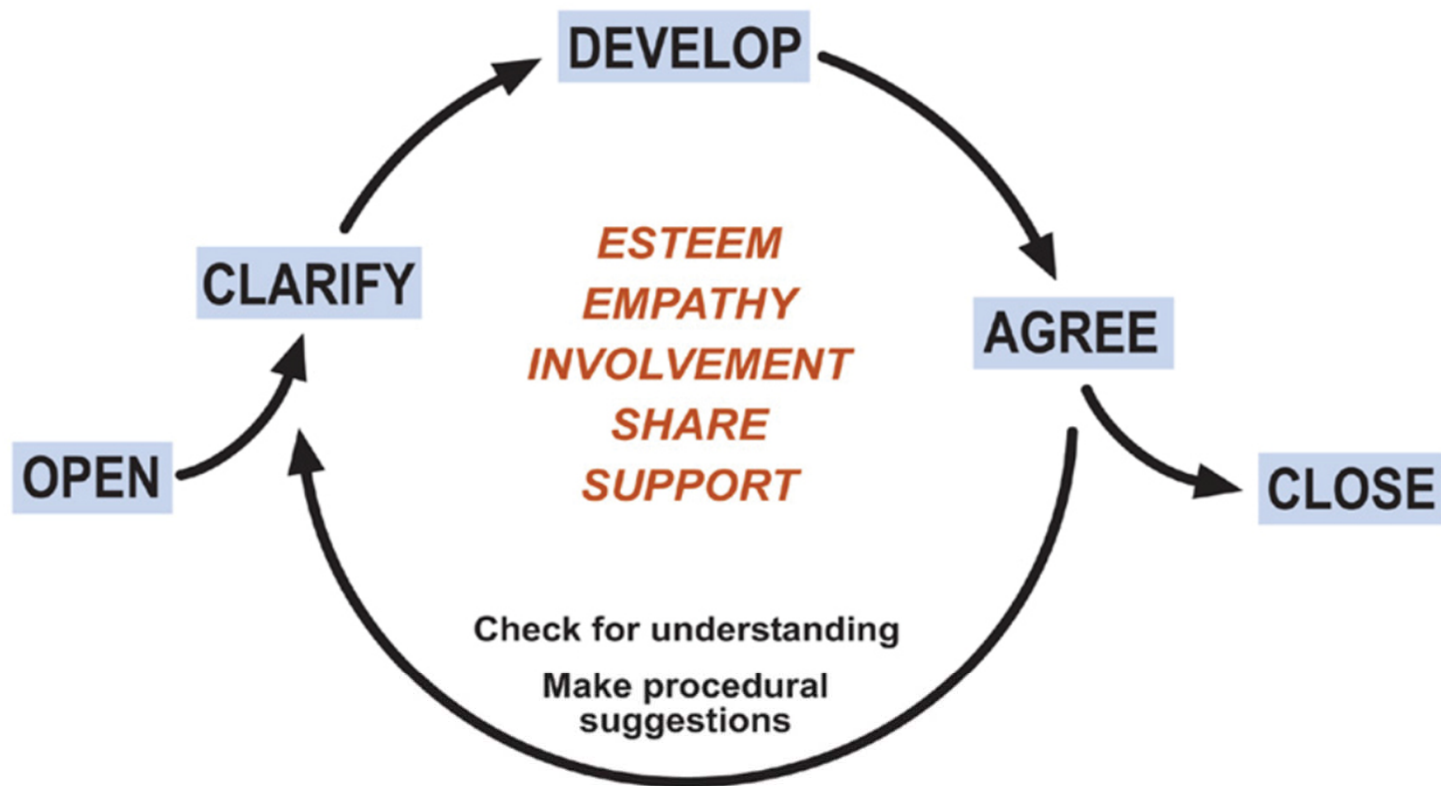 DEVELOP
CLARIFY
AGREE
OPEN
CLOSE
ESTEEM
EMPATHY
INVOLVEMENT
SHARE
SUPPORT
Check for understanding
Make procedural
suggestions